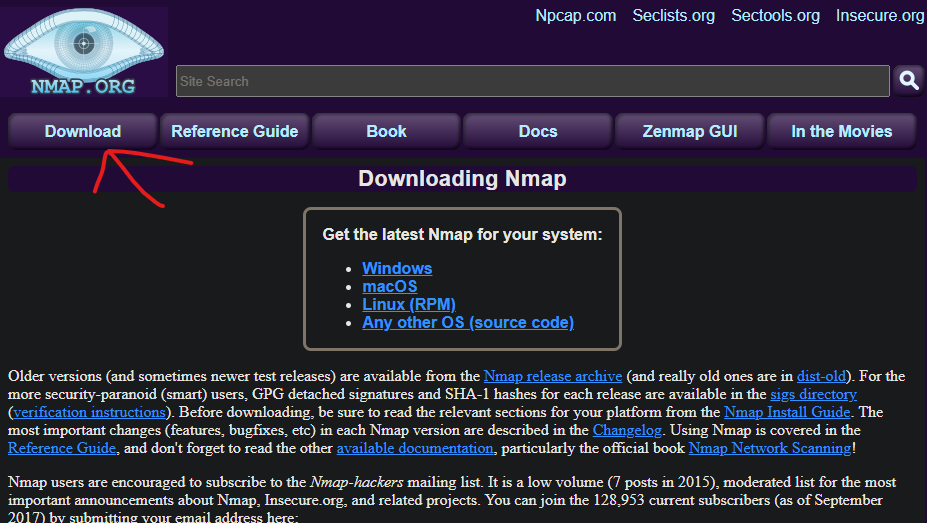 Npcap.com Seclists.org Sectools.org Insecure.org
NMAP.ORG
Site Search
Download Reference Guide Book Docs Zenmap GUI In the Movies
Downloading Nmap
Get the latest Nmap for your system:
• Windows
• macOS
• Linux (RPM)
• Any other OS (source code)
Older versions (and sometimes newer test releases) are available from the Nmap release archive (and really old ones are in dist-old). For the
more security-paranoid (smart) users, GPG detached signatures and SHA-1 hashes for each release are available in the sigs directory
(verification instructions). Before downloading, be sure to read the relevant sections for your platform from the Nmap Install Guide. The
most important changes (features, bugfixes, etc) in each Nmap version are described in the Changelog. Using Nmap is covered in the
Reference Guide, and don't forget to read the other available documentation, particularly the official book Nmap Network Scanning!
Nmap users are encouraged to subscribe to the Nmap-hackers mailing list. It is a low volume (7 posts in 2015), moderated list for the most
important announcements about Nmap, Insecure.org, and related projects. You can join the 128,953 current subscribers (as of September
2017) by submitting your email address here: